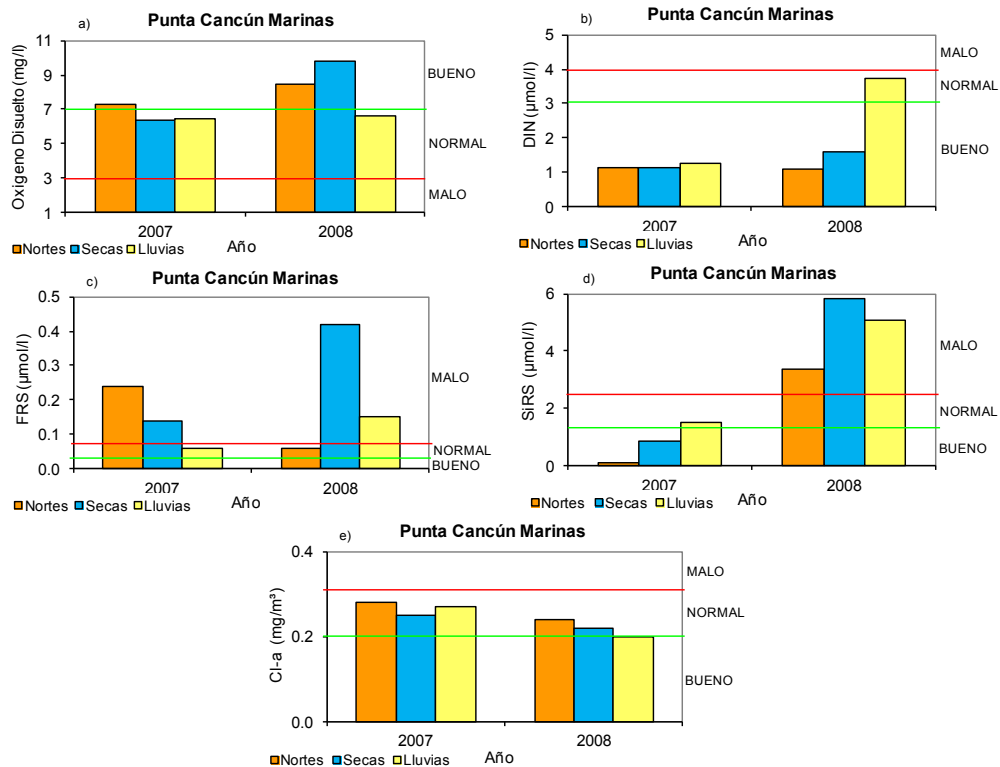 a)
Punta Cancún Marinas
Oxigeno Disuelto (mg/l)
11
9
7
5
3
1
BUENO
NORMAL
MALO
2007
2008
Año
Nortes Secas Lluvias
b)
Punta Cancún Marinas
DIN (µmol/l)
5
4
3
2
1
0
MALO
NORMAL
BUENO
2007
2008
Año
Nortes Secas Lluvias
c)
Punta Cancún Marinas
FRS (µmol/l)
0.5
0.4
0.3
0.2
0.1
0.0
MALO
NORMAL
BUENO
2007
2008
Año
Nortes Secas Lluvias
d)
Punta Cancún Marinas
SiRS (µmol/l)
6
4
2
0
MALO
NORMAL
BUENO
2007
2008
Año
Nortes Secas Lluvias
e)
Punta Cancún Marinas
Cl-a (mg/m³)
0.4
0.2
0.0
MALO
NORMAL
BUENO
2007
2008
Año
Nortes Secas Lluvias